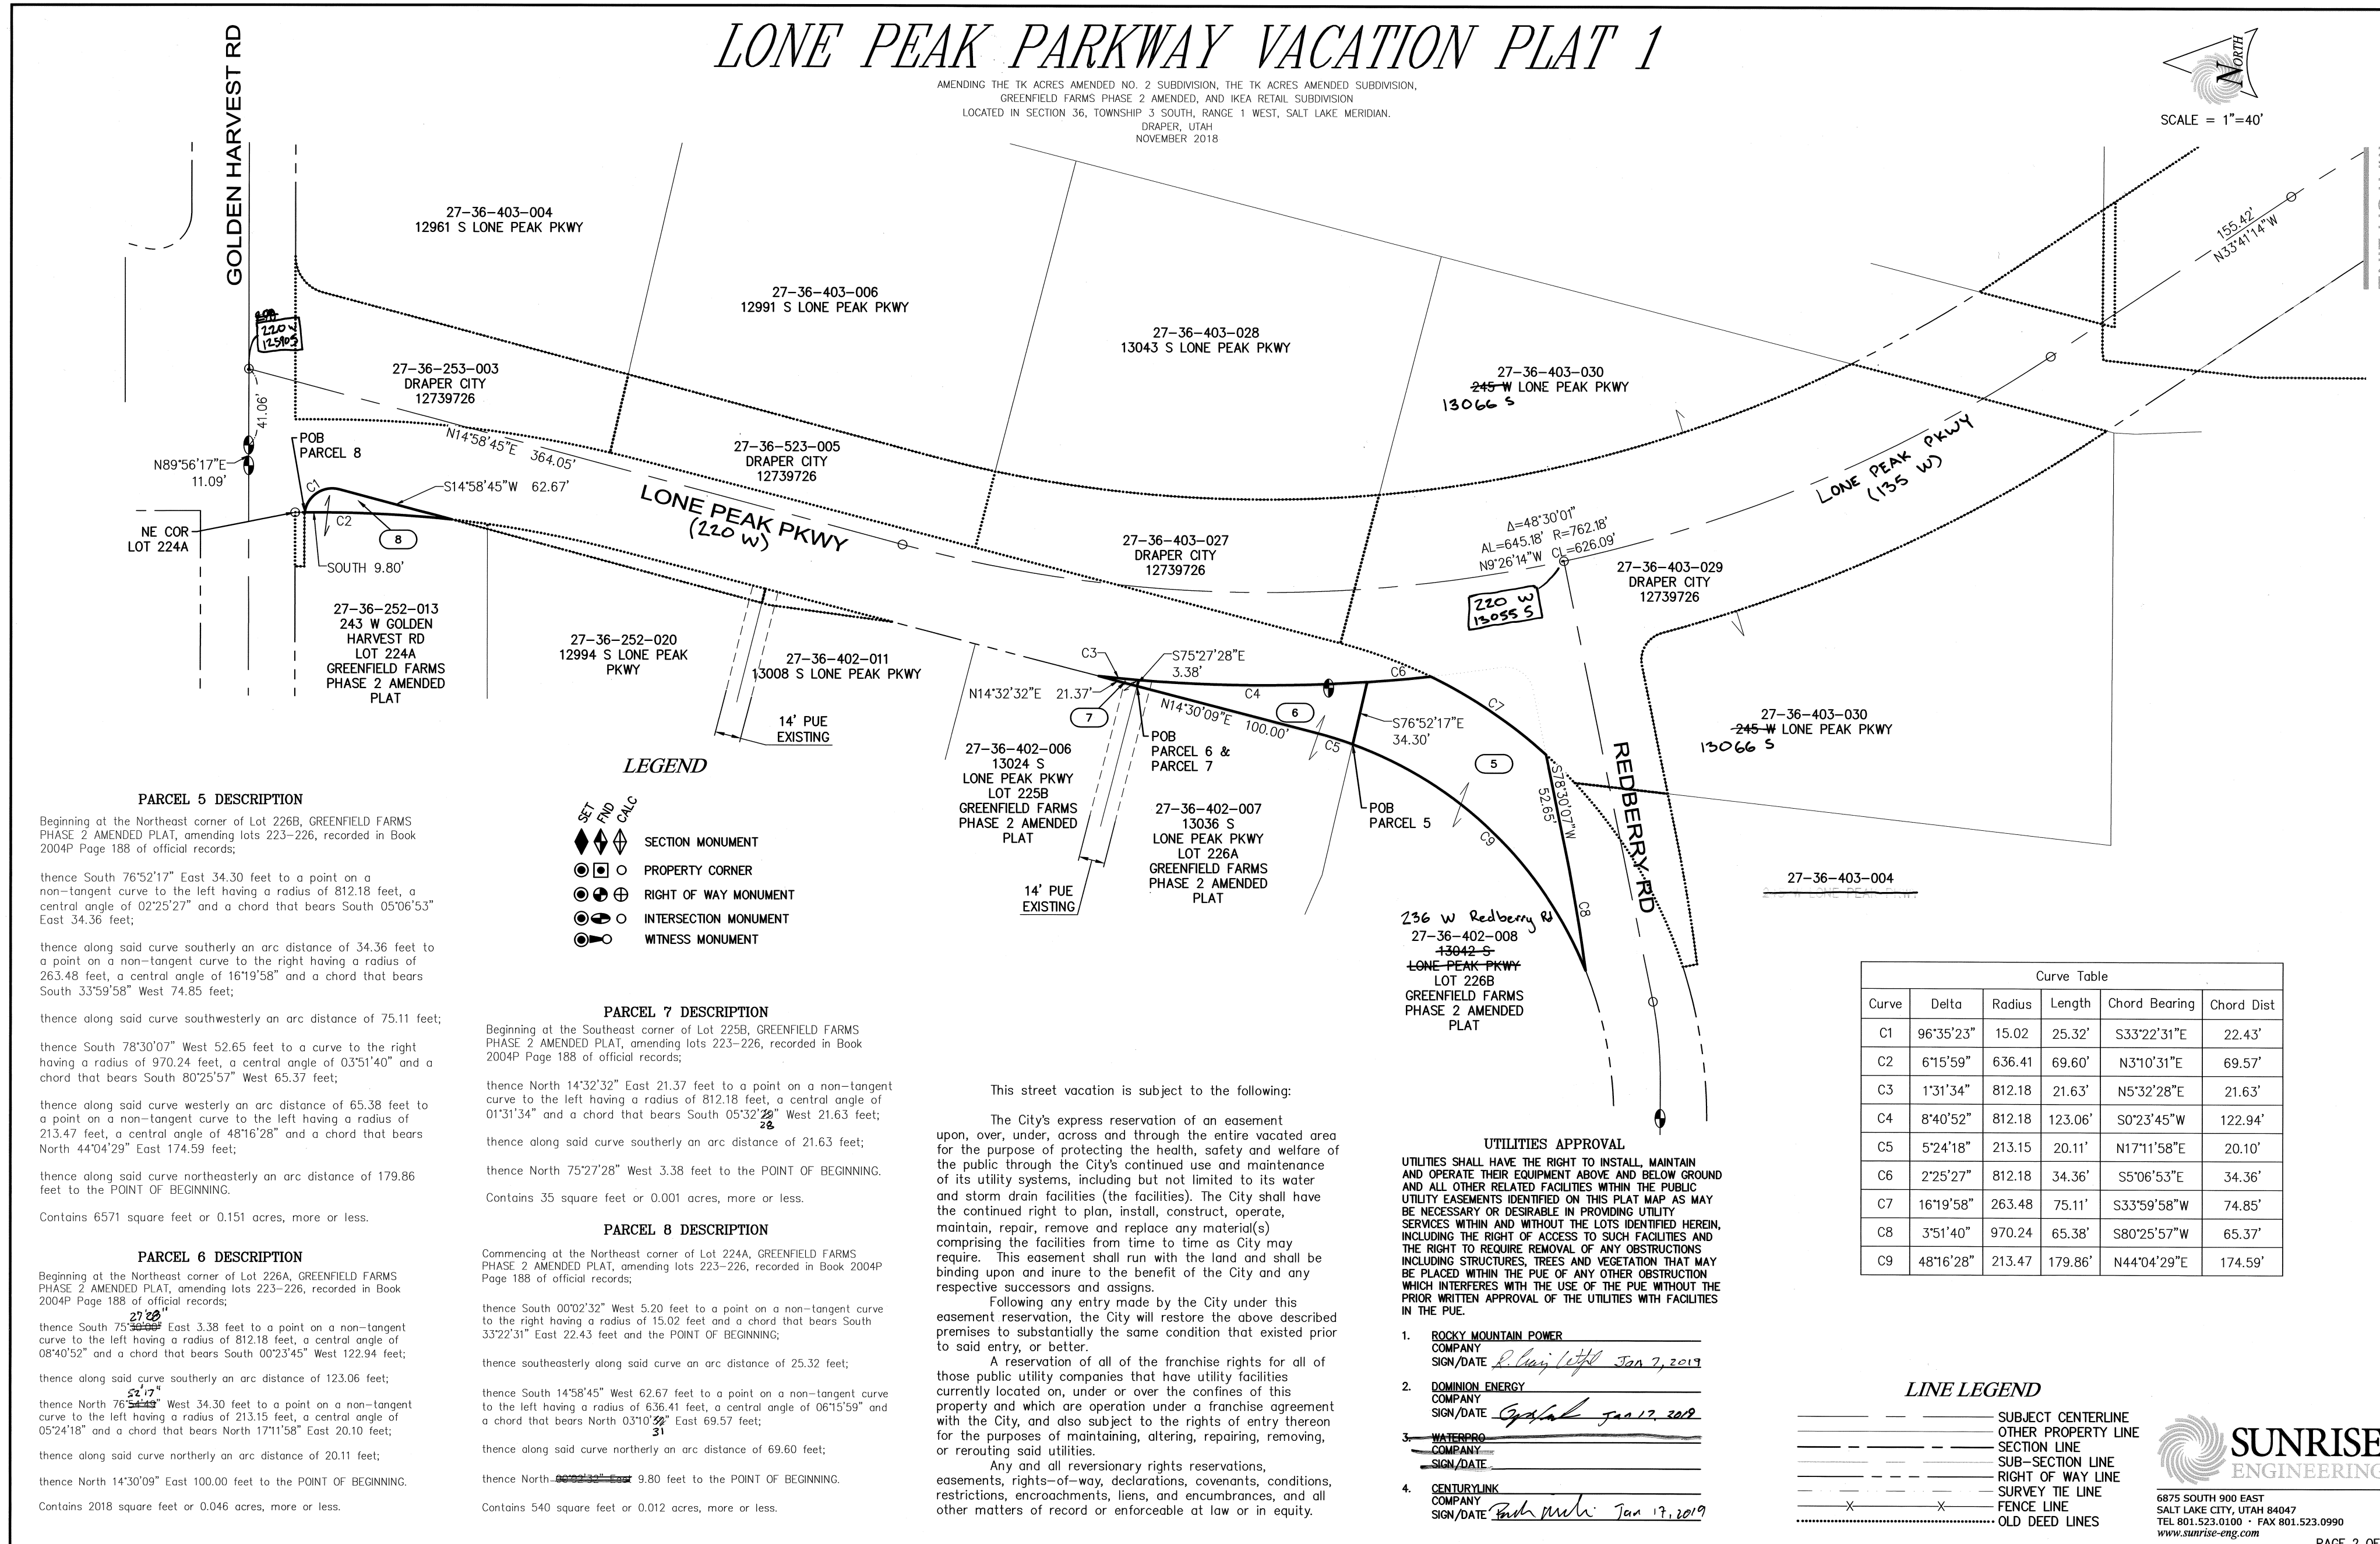 LONE PEAK PARKWAY VACATION PLAT 1
AMENDING THE TK ACRES AMENDED NO. 2 SUBDIVISION, THE TK ACRES AMENDED SUBDIVISION,
GREENFIELD FARMS PHASE 2 AMENDED, AND IKEA RETAIL SUBDIVISION
LOCATED IN SECTION 36, TOWNSHIP 3 SOUTH, RANGE 1 WEST, SALT LAKE MERIDIAN.
DRAPER, UTAH
NOVEMBER 2018
NORTH
SCALE = 1"=40'
GOLDEN HARVEST RD
27-36-403-004
12961 S LONE PEAK PKWY
27-36-403-006
12991 S LONE PEAK PKWY
27-36-403-028
13043 S LONE PEAK PKWY
27-36-403-030
245 W LONE PEAK PKWY
13066 S
155.42'
N33°41'14"W
220 W
12590 S
41.06'
27-36-253-003
DRAPER CITY
12739726
N14°58'45"E 364.05'
27-36-523-005
DRAPER CITY
12739726
POB
PARCEL 8
N89°56'17"E
11.09'
C1
S14°58'45"W 62.67'
C2
8
NE COR
LOT 224A
SOUTH 9.80'
LONE PEAK PKWY
(220 W)
27-36-403-027
DRAPER CITY
12739726
Δ=48°30'01"
AL=645.18' R=762.18'
N9°26'14"W CL=626.09'
220 W
13055 S
LONE PEAK PKWY
(135 W)
27-36-403-029
DRAPER CITY
12739726
27-36-252-013
243 W GOLDEN
HARVEST RD
LOT 224A
GREENFIELD FARMS
PHASE 2 AMENDED
PLAT
27-36-252-020
12994 S LONE PEAK
PKWY
27-36-402-011
13008 S LONE PEAK PKWY
14' PUE
EXISTING
C3
S75°27'28"E
3.38'
N14°32'32"E 21.37'
C4
C6
C7
7
N14°30'09"E 100.00'
6
C5
S76°52'17"E
34.30'
POB
PARCEL 6 &
PARCEL 7
5
POB
PARCEL 5
C9
S78°30'07"W
52.65'
C8
REDBERRY RD
27-36-403-030
245 W LONE PEAK PKWY
13066 S
27-36-403-004
27-36-402-006
13024 S
LONE PEAK PKWY
LOT 225B
GREENFIELD FARMS
PHASE 2 AMENDED
PLAT
27-36-402-007
13036 S
LONE PEAK PKWY
LOT 226A
GREENFIELD FARMS
PHASE 2 AMENDED
PLAT
14' PUE
EXISTING
236 W Redberry Rd
27-36-402-008
13042 S
LONE PEAK PKWY
LOT 226B
GREENFIELD FARMS
PHASE 2 AMENDED
PLAT
LEGEND
SET FND CALC
SECTION MONUMENT
PROPERTY CORNER
RIGHT OF WAY MONUMENT
INTERSECTION MONUMENT
WITNESS MONUMENT
PARCEL 5 DESCRIPTION
Beginning at the Northeast corner of Lot 226B, GREENFIELD FARMS
PHASE 2 AMENDED PLAT, amending lots 223-226, recorded in Book
2004P Page 188 of official records;
thence South 76°52'17" East 34.30 feet to a point on a
non-tangent curve to the left having a radius of 812.18 feet, a
central angle of 02°25'27" and a chord that bears South 05°06'53"
East 34.36 feet;
thence along said curve southerly an arc distance of 34.36 feet to
a point on a non-tangent curve to the right having a radius of
263.48 feet, a central angle of 16°19'58" and a chord that bears
South 33°59'58" West 74.85 feet;
thence along said curve southwesterly an arc distance of 75.11 feet;
thence South 78°30'07" West 52.65 feet to a curve to the right
having a radius of 970.24 feet, a central angle of 03°51'40" and a
chord that bears South 80°25'57" West 65.37 feet;
thence along said curve westerly an arc distance of 65.38 feet to
a point on a non-tangent curve to the left having a radius of
213.47 feet, a central angle of 48°16'28" and a chord that bears
North 44°04'29" East 174.59 feet;
thence along said curve northeasterly an arc distance of 179.86
feet to the POINT OF BEGINNING.
Contains 6571 square feet or 0.151 acres, more or less.
PARCEL 6 DESCRIPTION
Beginning at the Northeast corner of Lot 226A, GREENFIELD FARMS
PHASE 2 AMENDED PLAT, amending lots 223-226, recorded in Book
2004P Page 188 of official records;
27'28"
thence South 75°30'00" East 3.38 feet to a point on a non-tangent
curve to the left having a radius of 812.18 feet, a central angle of
08°40'52" and a chord that bears South 00°23'45" West 122.94 feet;
thence along said curve southerly an arc distance of 123.06 feet;
52'17"
thence North 76°54'49" West 34.30 feet to a point on a non-tangent
curve to the left having a radius of 213.15 feet, a central angle of
05°24'18" and a chord that bears North 17°11'58" East 20.10 feet;
thence along said curve northerly an arc distance of 20.11 feet;
thence North 14°30'09" East 100.00 feet to the POINT OF BEGINNING.
Contains 2018 square feet or 0.046 acres, more or less.
PARCEL 7 DESCRIPTION
Beginning at the Southeast corner of Lot 225B, GREENFIELD FARMS
PHASE 2 AMENDED PLAT, amending lots 223-226, recorded in Book
2004P Page 188 of official records;
thence North 14°32'32" East 21.37 feet to a point on a non-tangent
curve to the left having a radius of 812.18 feet, a central angle of
01°31'34" and a chord that bears South 05°32'29" West 21.63 feet;
28
thence along said curve southerly an arc distance of 21.63 feet;
thence North 75°27'28" West 3.38 feet to the POINT OF BEGINNING.
Contains 35 square feet or 0.001 acres, more or less.
PARCEL 8 DESCRIPTION
Commencing at the Northeast corner of Lot 224A, GREENFIELD FARMS
PHASE 2 AMENDED PLAT, amending lots 223-226, recorded in Book 2004P
Page 188 of official records;
thence South 00°02'32" West 5.20 feet to a point on a non-tangent curve
to the right having a radius of 15.02 feet and a chord that bears South
33°22'31" East 22.43 feet and the POINT OF BEGINNING;
thence southeasterly along said curve an arc distance of 25.32 feet;
thence South 14°58'45" West 62.67 feet to a point on a non-tangent curve
to the left having a radius of 636.41 feet, a central angle of 06°15'59" and
a chord that bears North 03°10'32" East 69.57 feet;
31
thence along said curve northerly an arc distance of 69.60 feet;
thence North 00°02'32" East 9.80 feet to the POINT OF BEGINNING.
Contains 540 square feet or 0.012 acres, more or less.
This street vacation is subject to the following:
The City's express reservation of an easement
upon, over, under, across and through the entire vacated area
for the purpose of protecting the health, safety and welfare of
the public through the City's continued use and maintenance
of its utility systems, including but not limited to its water
and storm drain facilities (the facilities). The City shall have
the continued right to plan, install, construct, operate,
maintain, repair, remove and replace any material(s)
comprising the facilities from time to time as City may
require. This easement shall run with the land and shall be
binding upon and inure to the benefit of the City and any
respective successors and assigns.
Following any entry made by the City under this
easement reservation, the City will restore the above described
premises to substantially the same condition that existed prior
to said entry, or better.
A reservation of all of the franchise rights for all of
those public utility companies that have utility facilities
currently located on, under or over the confines of this
property and which are operation under a franchise agreement
with the City, and also subject to the rights of entry thereon
for the purposes of maintaining, altering, repairing, removing,
or rerouting said utilities.
Any and all reversionary rights reservations,
easements, rights-of-way, declarations, covenants, conditions,
restrictions, encroachments, liens, and encumbrances, and all
other matters of record or enforceable at law or in equity.
UTILITIES APPROVAL
UTILITIES SHALL HAVE THE RIGHT TO INSTALL, MAINTAIN
AND OPERATE THEIR EQUIPMENT ABOVE AND BELOW GROUND
AND ALL OTHER RELATED FACILITIES WITHIN THE PUBLIC
UTILITY EASEMENTS IDENTIFIED ON THIS PLAT MAP AS MAY
BE NECESSARY OR DESIRABLE IN PROVIDING UTILITY
SERVICES WITHIN AND WITHOUT THE LOTS IDENTIFIED HEREIN,
INCLUDING THE RIGHT OF ACCESS TO SUCH FACILITIES AND
THE RIGHT TO REQUIRE REMOVAL OF ANY OBSTRUCTIONS
INCLUDING STRUCTURES, TREES AND VEGETATION THAT MAY
BE PLACED WITHIN THE PUE OF ANY OTHER OBSTRUCTION
WHICH INTERFERES WITH THE USE OF THE PUE WITHOUT THE
PRIOR WRITTEN APPROVAL OF THE UTILITIES WITH FACILITIES
IN THE PUE.
1. ROCKY MOUNTAIN POWER
COMPANY
SIGN/DATE Jan 7, 2019
2. DOMINION ENERGY
COMPANY
SIGN/DATE Jan 17, 2019
3. WATERPRO
COMPANY
SIGN/DATE
4. CENTURYLINK
COMPANY
SIGN/DATE Jan 17, 2019
Curve Table
Curve Delta Radius Length Chord Bearing Chord Dist
C1 96°35'23" 15.02 25.32' S33°22'31"E 22.43'
C2 6°15'59" 636.41 69.60' N3°10'31"E 69.57'
C3 1°31'34" 812.18 21.63' N5°32'28"E 21.63'
C4 8°40'52" 812.18 123.06' S0°23'45"W 122.94'
C5 5°24'18" 213.15 20.11' N17°11'58"E 20.10'
C6 2°25'27" 812.18 34.36' S5°06'53"E 34.36'
C7 16°19'58" 263.48 75.11' S33°59'58"W 74.85'
C8 3°51'40" 970.24 65.38' S80°25'57"W 65.37'
C9 48°16'28" 213.47 179.86' N44°04'29"E 174.59'
LINE LEGEND
SUBJECT CENTERLINE
OTHER PROPERTY LINE
SECTION LINE
SUB-SECTION LINE
RIGHT OF WAY LINE
SURVEY TIE LINE
FENCE LINE
OLD DEED LINES
SUNRISE
ENGINEERING
6875 SOUTH 900 EAST
SALT LAKE CITY, UTAH 84047
TEL 801.523.0100 · FAX 801.523.0990
www.sunrise-eng.com
PAGE 2 OF